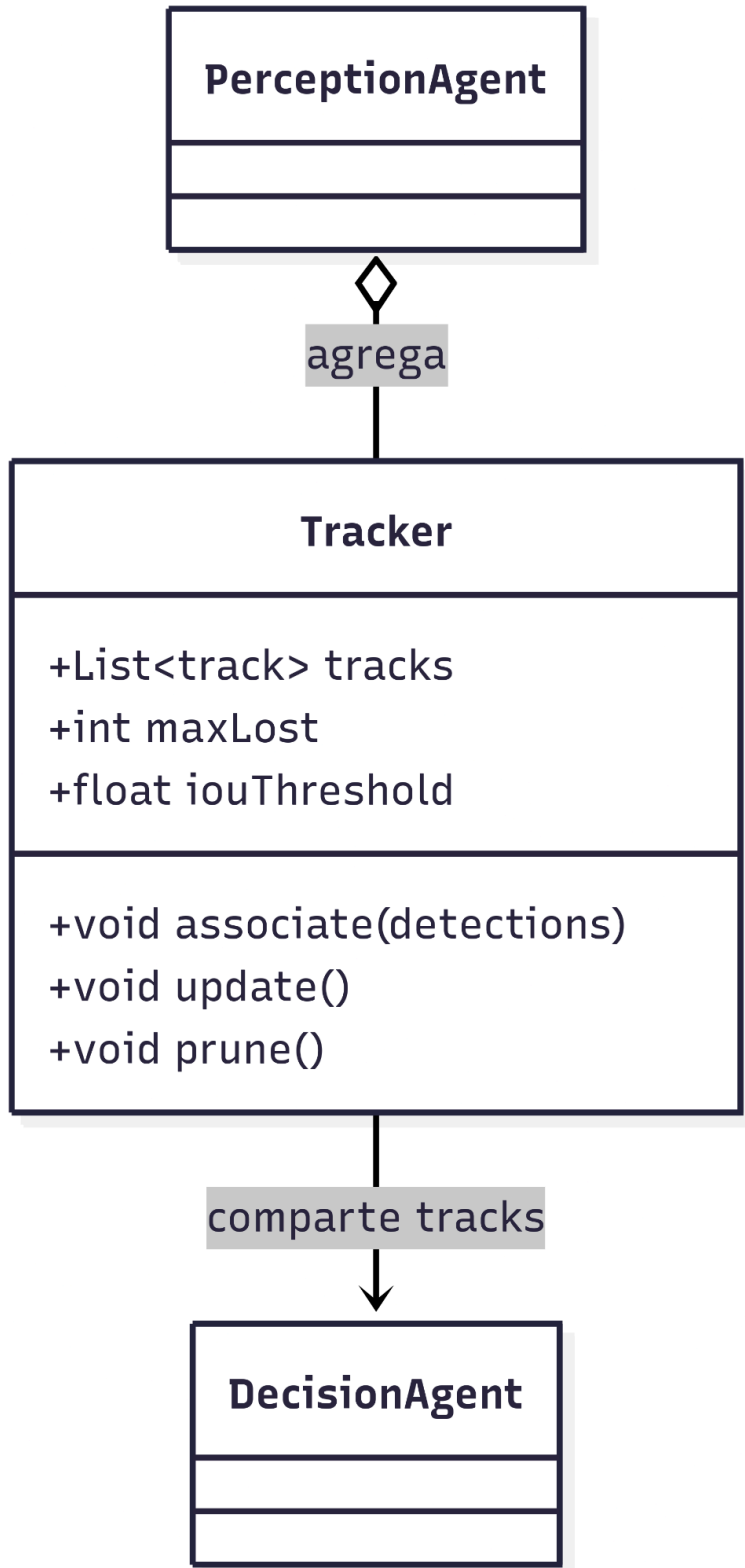 PerceptionAgent
agrega
Tracker
+List<track> tracks
+int maxLost
+float iouThreshold
+void associate(detections)
+void update()
+void prune()
comparte tracks
DecisionAgent